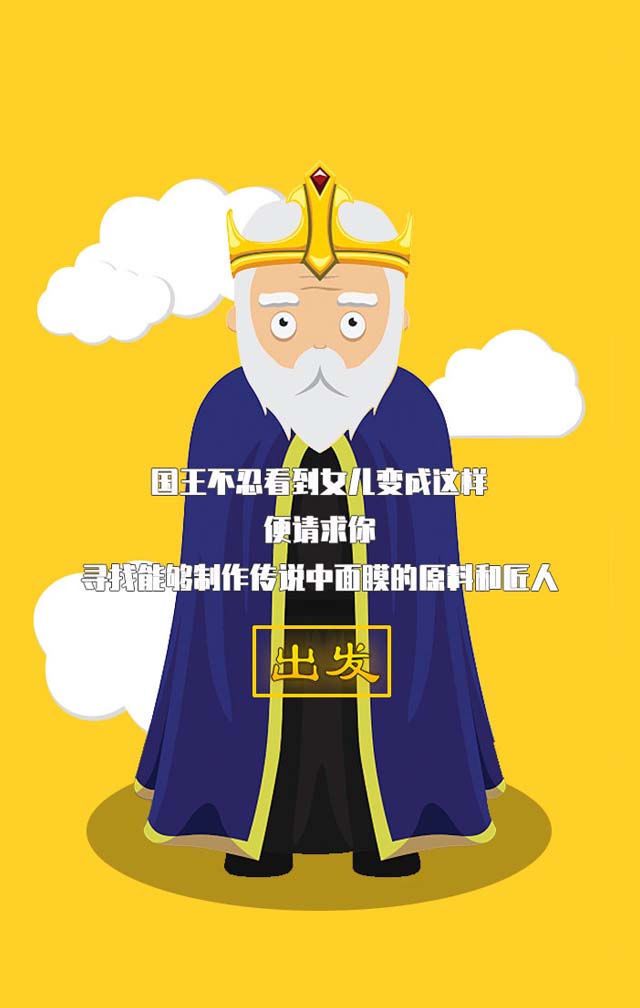 国王不忍看到女儿变成这样
便请求你
寻找能够制作传说中面膜的原料和匠人
出发